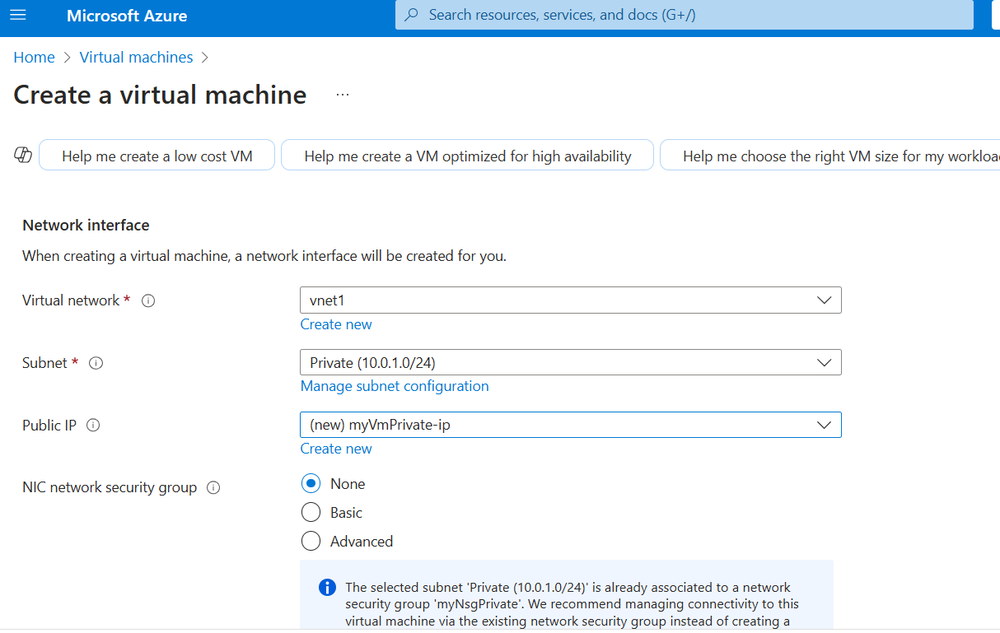 Microsoft Azure
Search resources, services, and docs (G+/)
Home > Virtual machines >
Create a virtual machine ...
Help me create a low cost VM
Help me create a VM optimized for high availability
Help me choose the right VM size for my workloa
Network interface
When creating a virtual machine, a network interface will be created for you.
Virtual network *
vnet1
Create new
Subnet *
Private (10.0.1.0/24)
Manage subnet configuration
Public IP
(new) myVmPrivate-ip
Create new
NIC network security group
None
Basic
Advanced
The selected subnet 'Private (10.0.1.0/24)' is already associated to a network
security group 'myNsgPrivate'. We recommend managing connectivity to this
virtual machine via the existing network security group instead of creating a